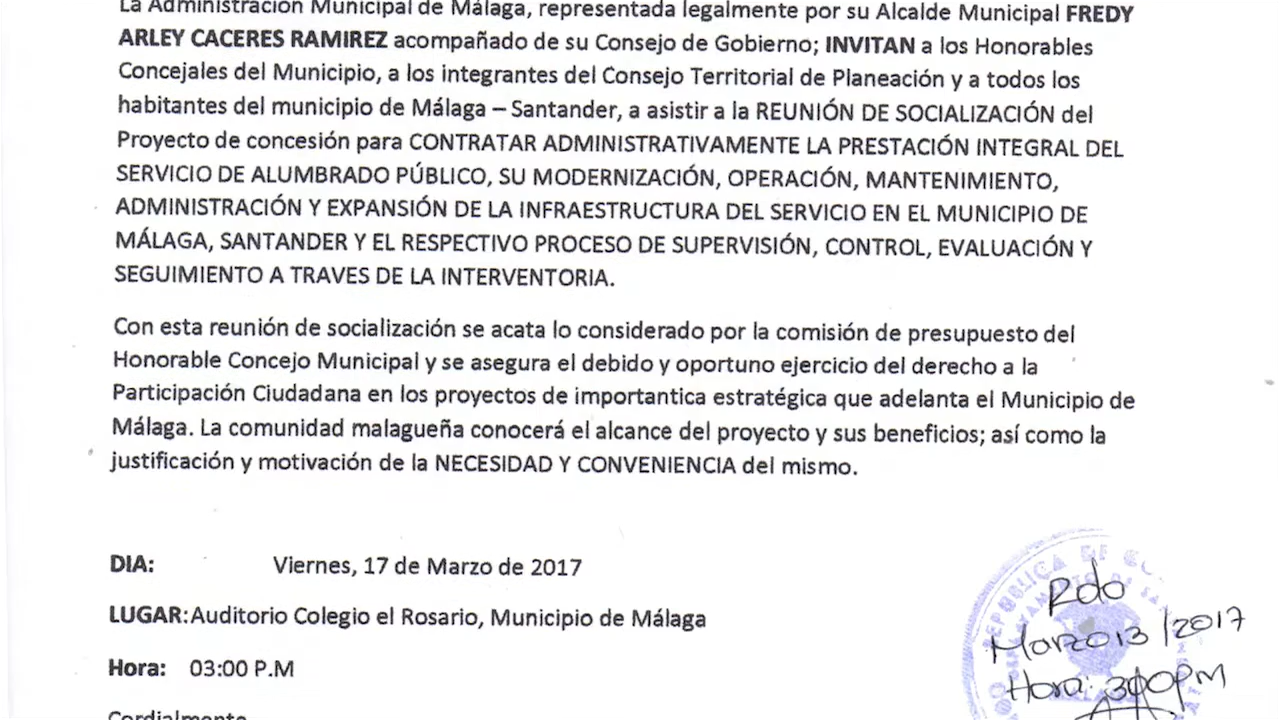 La Administración Municipal de Málaga, representada legalmente por su Alcalde Municipal FREDY
ARLEY CACERES RAMIREZ acompañado de su Consejo de Gobierno; INVITAN a los Honorables
Concejales del Municipio, a los integrantes del Consejo Territorial de Planeación y a todos los
habitantes del municipio de Málaga – Santander, a asistir a la REUNIÓN DE SOCIALIZACIÓN del
Proyecto de concesión para CONTRATAR ADMINISTRATIVAMENTE LA PRESTACIÓN INTEGRAL DEL
SERVICIO DE ALUMBRADO PÚBLICO, SU MODERNIZACIÓN, OPERACIÓN, MANTENIMIENTO,
ADMINISTRACIÓN Y EXPANSIÓN DE LA INFRAESTRUCTURA DEL SERVICIO EN EL MUNICIPIO DE
MÁLAGA, SANTANDER Y EL RESPECTIVO PROCESO DE SUPERVISIÓN, CONTROL, EVALUACIÓN Y
SEGUIMIENTO A TRAVES DE LA INTERVENTORIA.
Con esta reunión de socialización se acata lo considerado por la comisión de presupuesto del
Honorable Concejo Municipal y se asegura el debido y oportuno ejercicio del derecho a la
Participación Ciudadana en los proyectos de importantica estratégica que adelanta el Municipio de
Málaga. La comunidad malagueña conocerá el alcance del proyecto y sus beneficios; así como la
justificación y motivación de la NECESIDAD Y CONVENIENCIA del mismo.
DIA: Viernes, 17 de Marzo de 2017
LUGAR:Auditorio Colegio el Rosario, Municipio de Málaga
Hora: 03:00 P.M
Cordialmente
REPUBLICA DE
Rdo
Marzo 13 /2017
Hora: 3:00pm